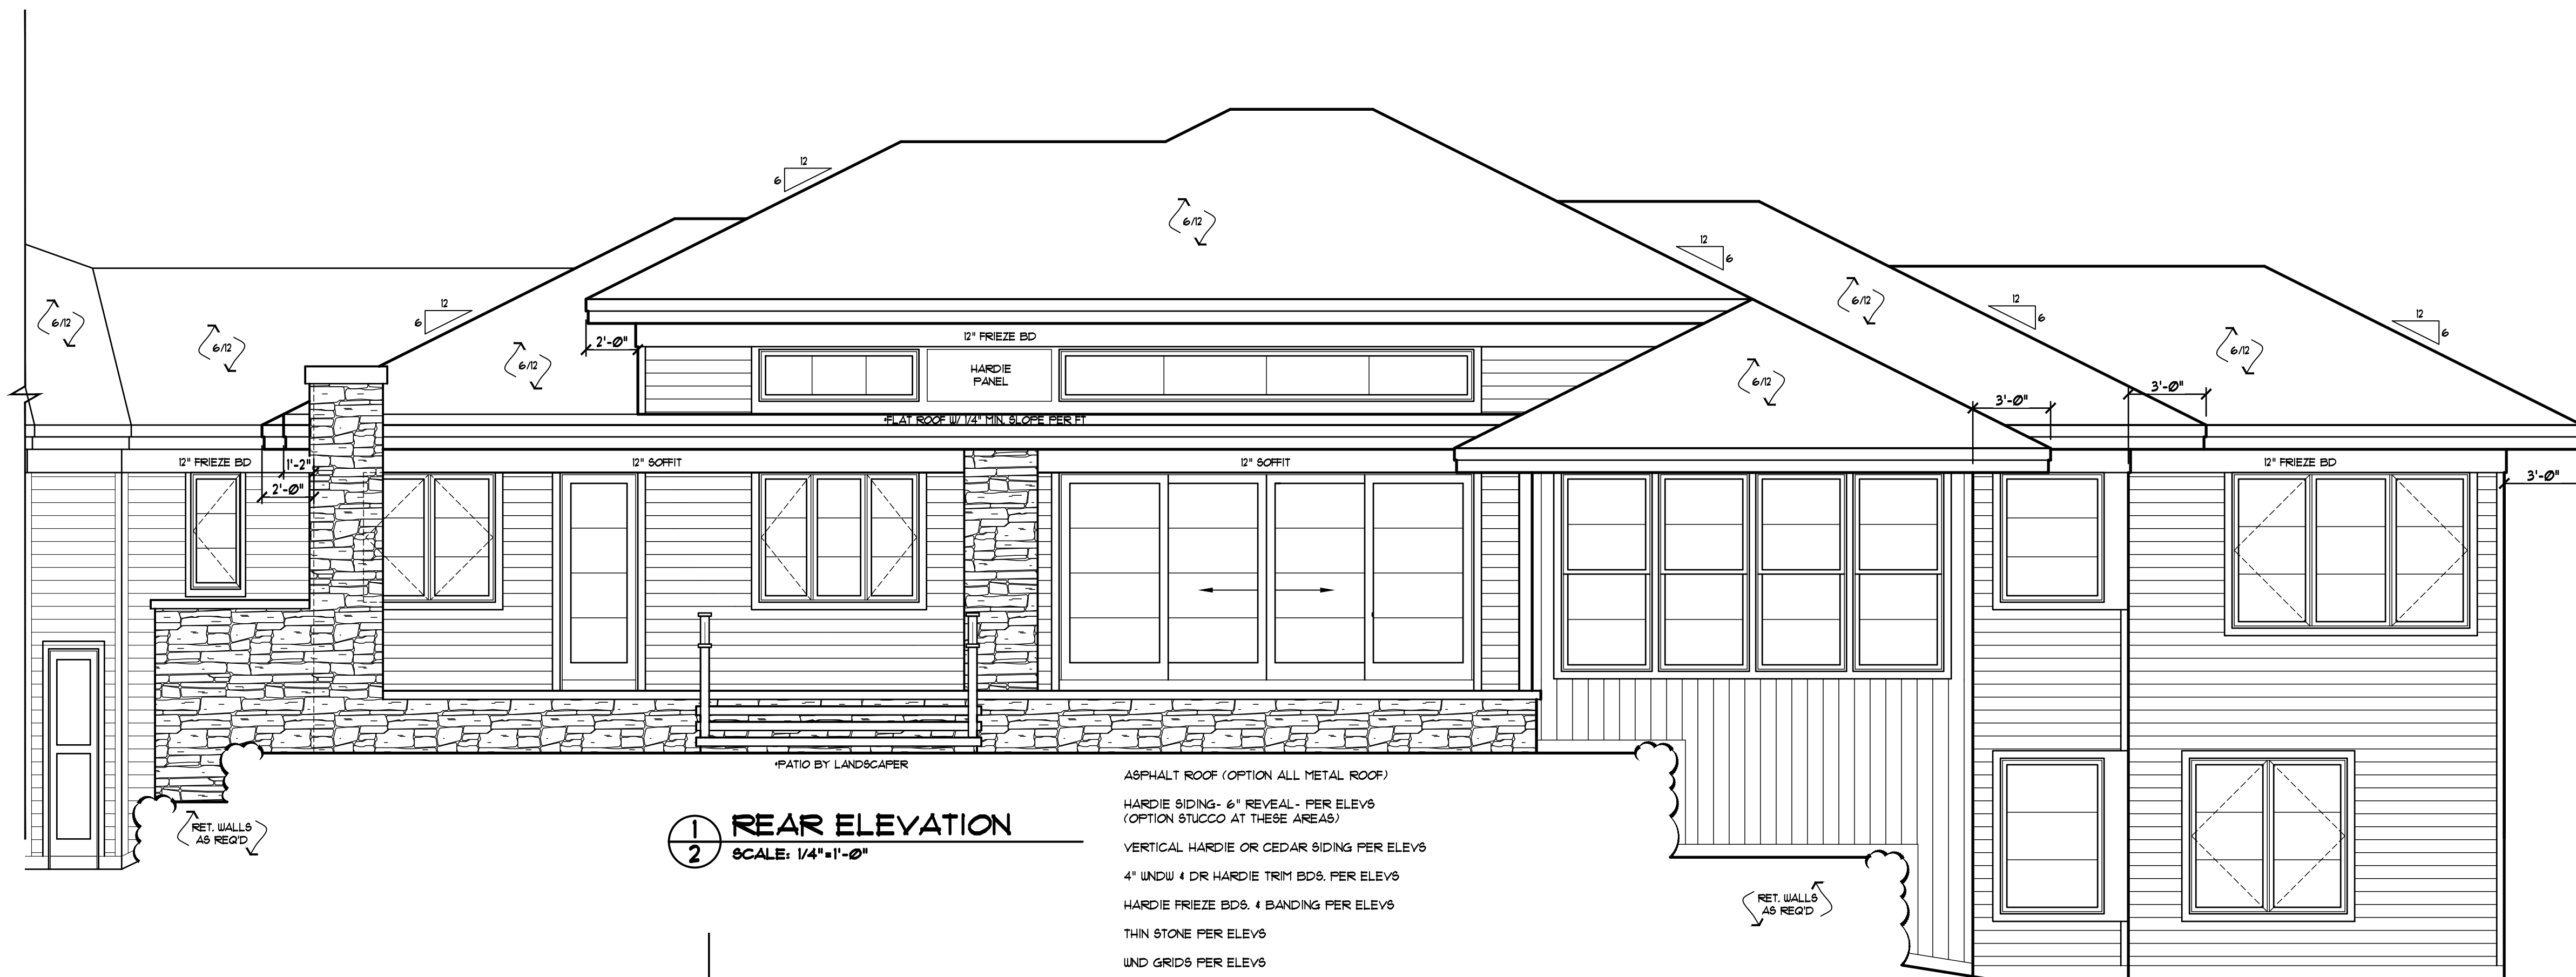 12
6
12
6
12
6
12
6
12
6
6/12
6/12
6/12
6/12
6/12
6/12
6/12
6/12
2'-0"
12" FRIEZE BD
HARDIE
PANEL
*FLAT ROOF W/ 1/4" MIN. SLOPE PER FT
3'-0"
3'-0"
12" FRIEZE BD
1'-2"
2'-0"
12" SOFFIT
12" SOFFIT
12" FRIEZE BD
3'-0"
*PATIO BY LANDSCAPER
RET. WALLS
AS REQ'D
1
2
REAR ELEVATION
SCALE: 1/4"=1'-0"
ASPHALT ROOF (OPTION ALL METAL ROOF)
HARDIE SIDING- 6" REVEAL- PER ELEVS
(OPTION STUCCO AT THESE AREAS)
VERTICAL HARDIE OR CEDAR SIDING PER ELEVS
4" WNDW & DR HARDIE TRIM BDS. PER ELEVS
HARDIE FRIEZE BDS. & BANDING PER ELEVS
THIN STONE PER ELEVS
WND GRIDS PER ELEVS
RET. WALLS
AS REQ'D